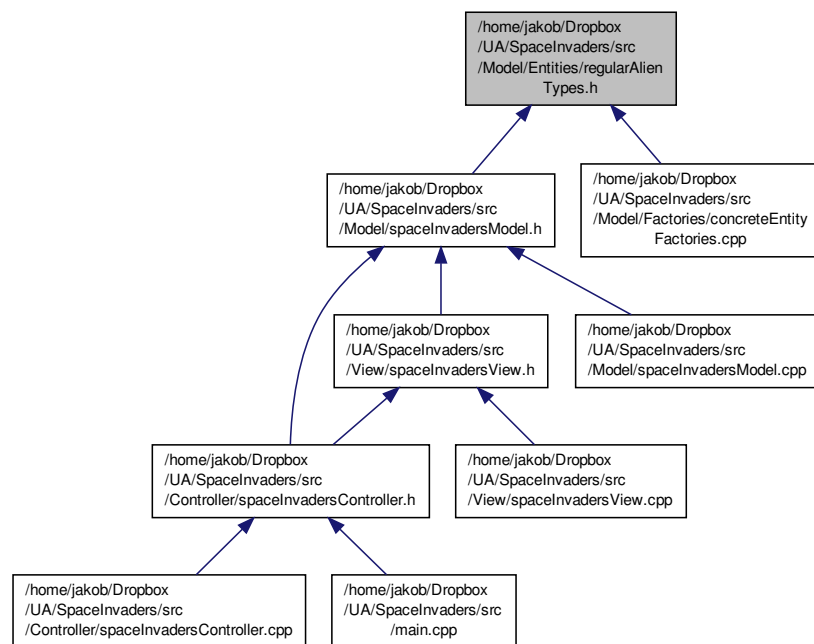 /home/jakob/Dropbox
/UA/SpaceInvaders/src
/Model/Entities/regularAlien
Types.h
/home/jakob/Dropbox
/UA/SpaceInvaders/src
/Model/spaceInvadersModel.h
/home/jakob/Dropbox
/UA/SpaceInvaders/src
/Model/Factories/concreteEntity
Factories.cpp
/home/jakob/Dropbox
/UA/SpaceInvaders/src
/View/spaceInvadersView.h
/home/jakob/Dropbox
/UA/SpaceInvaders/src
/Model/spaceInvadersModel.cpp
/home/jakob/Dropbox
/UA/SpaceInvaders/src
/Controller/spaceInvadersController.h
/home/jakob/Dropbox
/UA/SpaceInvaders/src
/View/spaceInvadersView.cpp
/home/jakob/Dropbox
/UA/SpaceInvaders/src
/Controller/spaceInvadersController.cpp
/home/jakob/Dropbox
/UA/SpaceInvaders/src
/main.cpp